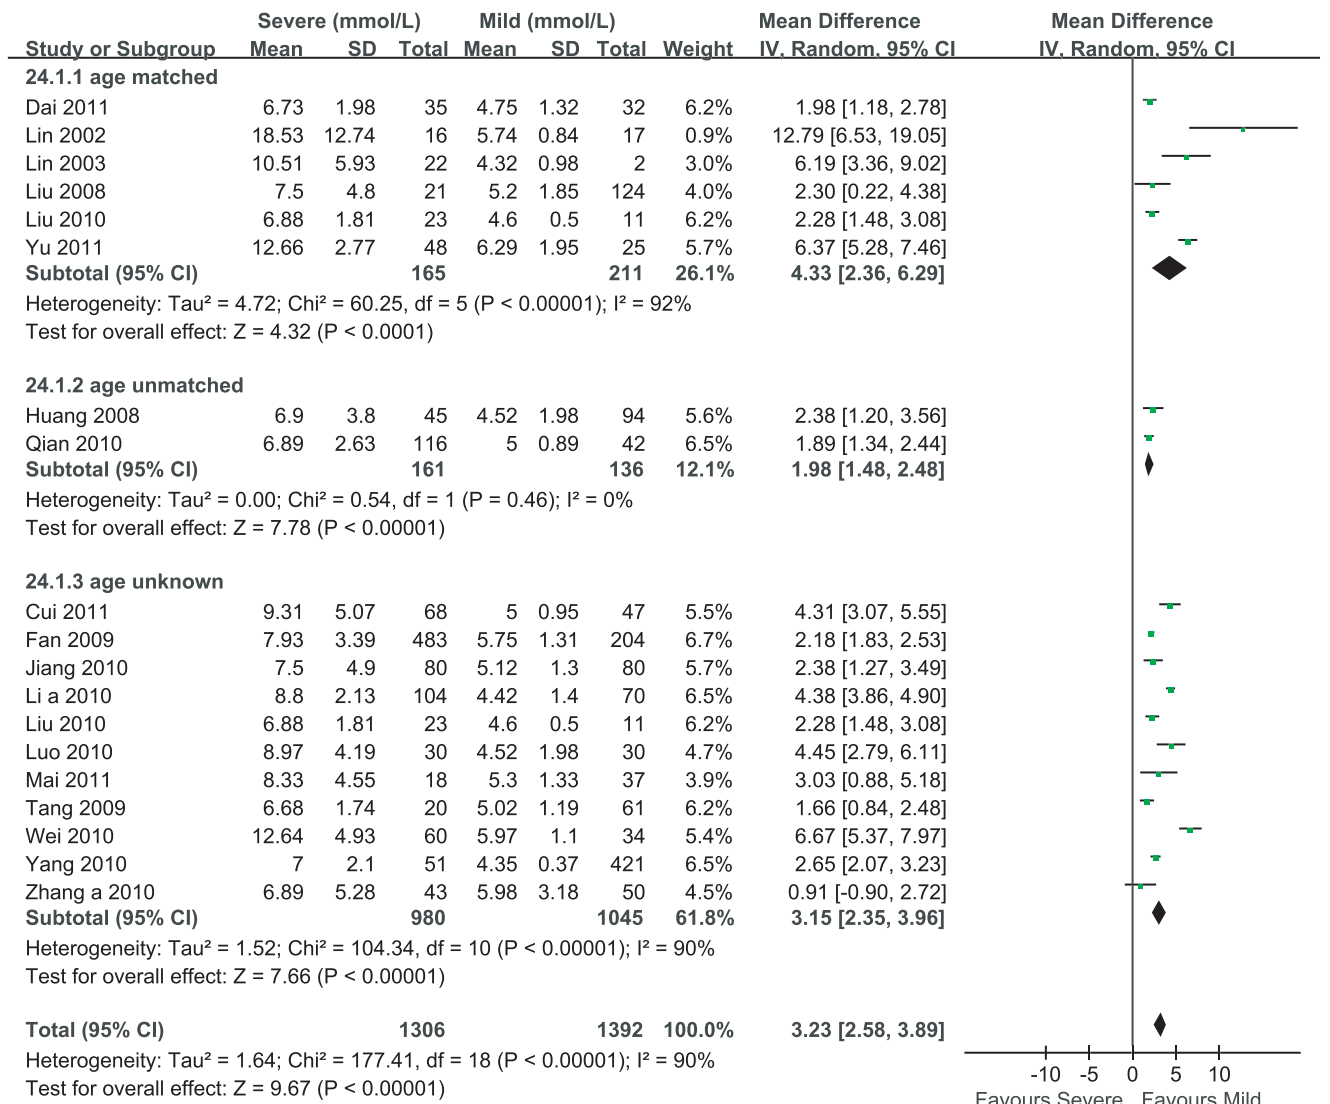 Severe (mmol/L) Mild (mmol/L) Mean Difference Mean Difference
Study or Subgroup Mean SD Total Mean SD Total Weight IV, Random, 95% CI IV, Random, 95% CI
24.1.1 age matched
Dai 2011 6.73 1.98 35 4.75 1.32 32 6.2% 1.98 [1.18, 2.78]
Lin 2002 18.53 12.74 16 5.74 0.84 17 0.9% 12.79 [6.53, 19.05]
Lin 2003 10.51 5.93 22 4.32 0.98 2 3.0% 6.19 [3.36, 9.02]
Liu 2008 7.5 4.8 21 5.2 1.85 124 4.0% 2.30 [0.22, 4.38]
Liu 2010 6.88 1.81 23 4.6 0.5 11 6.2% 2.28 [1.48, 3.08]
Yu 2011 12.66 2.77 48 6.29 1.95 25 5.7% 6.37 [5.28, 7.46]
Subtotal (95% CI) 165 211 26.1% 4.33 [2.36, 6.29]
Heterogeneity: Tau² = 4.72; Chi² = 60.25, df = 5 (P < 0.00001); I² = 92%
Test for overall effect: Z = 4.32 (P < 0.0001)
24.1.2 age unmatched
Huang 2008 6.9 3.8 45 4.52 1.98 94 5.6% 2.38 [1.20, 3.56]
Qian 2010 6.89 2.63 116 5 0.89 42 6.5% 1.89 [1.34, 2.44]
Subtotal (95% CI) 161 136 12.1% 1.98 [1.48, 2.48]
Heterogeneity: Tau² = 0.00; Chi² = 0.54, df = 1 (P = 0.46); I² = 0%
Test for overall effect: Z = 7.78 (P < 0.00001)
24.1.3 age unknown
Cui 2011 9.31 5.07 68 5 0.95 47 5.5% 4.31 [3.07, 5.55]
Fan 2009 7.93 3.39 483 5.75 1.31 204 6.7% 2.18 [1.83, 2.53]
Jiang 2010 7.5 4.9 80 5.12 1.3 80 5.7% 2.38 [1.27, 3.49]
Li a 2010 8.8 2.13 104 4.42 1.4 70 6.5% 4.38 [3.86, 4.90]
Liu 2010 6.88 1.81 23 4.6 0.5 11 6.2% 2.28 [1.48, 3.08]
Luo 2010 8.97 4.19 30 4.52 1.98 30 4.7% 4.45 [2.79, 6.11]
Mai 2011 8.33 4.55 18 5.3 1.33 37 3.9% 3.03 [0.88, 5.18]
Tang 2009 6.68 1.74 20 5.02 1.19 61 6.2% 1.66 [0.84, 2.48]
Wei 2010 12.64 4.93 60 5.97 1.1 34 5.4% 6.67 [5.37, 7.97]
Yang 2010 7 2.1 51 4.35 0.37 421 6.5% 2.65 [2.07, 3.23]
Zhang a 2010 6.89 5.28 43 5.98 3.18 50 4.5% 0.91 [-0.90, 2.72]
Subtotal (95% CI) 980 1045 61.8% 3.15 [2.35, 3.96]
Heterogeneity: Tau² = 1.52; Chi² = 104.34, df = 10 (P < 0.00001); I² = 90%
Test for overall effect: Z = 7.66 (P < 0.00001)
Total (95% CI) 1306 1392 100.0% 3.23 [2.58, 3.89]
Heterogeneity: Tau² = 1.64; Chi² = 177.41, df = 18 (P < 0.00001); I² = 90%
Test for overall effect: Z = 9.67 (P < 0.00001)
-10 -5 0 5 10
Favours Severe Favours Mild